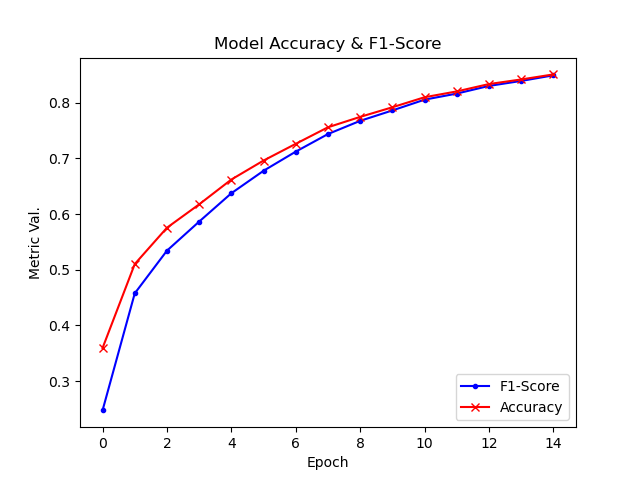 Model Accuracy & F1-Score
Metric Val.
0.8
0.7
0.6
0.5
0.4
0.3
0 2 4 6 8 10 12 14
Epoch
F1-Score
Accuracy